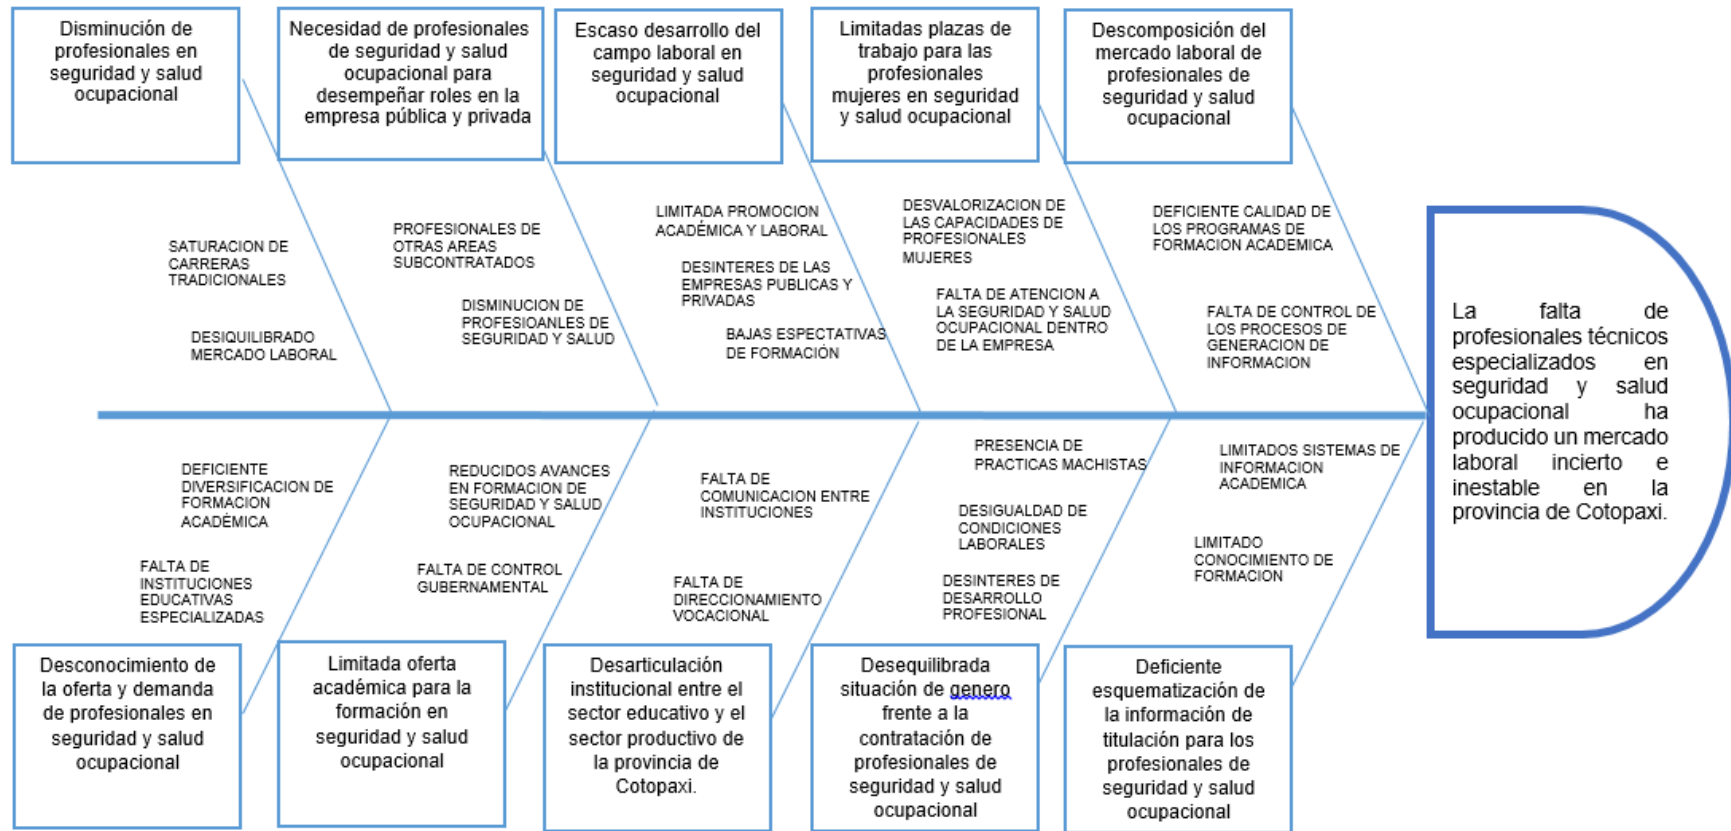 Disminución de
profesionales en
seguridad y salud
ocupacional
Necesidad de profesionales
de seguridad y salud
ocupacional para
desempeñar roles en la
empresa pública y privada
Escaso desarrollo del
campo laboral en
seguridad y salud
ocupacional
Limitadas plazas de
trabajo para las
profesionales
mujeres en seguridad
y salud ocupacional
Descomposición del
mercado laboral de
profesionales de
seguridad y salud
ocupacional
SATURACION DE
CARRERAS
TRADICIONALES
DESIQUILIBRADO
MERCADO LABORAL
PROFESIONALES DE
OTRAS AREAS
SUBCONTRATADOS
DISMINUCION DE
PROFESIOANLES DE
SEGURIDAD Y SALUD
LIMITADA PROMOCION
ACADÉMICA Y LABORAL
DESINTERES DE LAS
EMPRESAS PUBLICAS Y
PRIVADAS
BAJAS ESPECTATIVAS
DE FORMACIÓN
DESVALORIZACION DE
LAS CAPACIDADES DE
PROFESIONALES
MUJERES
FALTA DE ATENCION A
LA SEGURIDAD Y SALUD
OCUPACIONAL DENTRO
DE LA EMPRESA
DEFICIENTE CALIDAD DE
LOS PROGRAMAS DE
FORMACION ACADEMICA
FALTA DE CONTROL DE
LOS PROCESOS DE
GENERACION DE
INFORMACION
La falta de
profesionales técnicos
especializados en
seguridad y salud
ocupacional ha
producido un mercado
laboral incierto e
inestable en la
provincia de Cotopaxi.
DEFICIENTE
DIVERSIFICACION DE
FORMACION
ACADÉMICA
FALTA DE
INSTITUCIONES
EDUCATIVAS
ESPECIALIZADAS
REDUCIDOS AVANCES
EN FORMACION DE
SEGURIDAD Y SALUD
OCUPACIONAL
FALTA DE CONTROL
GUBERNAMENTAL
FALTA DE
COMUNICACION ENTRE
INSTITUCIONES
FALTA DE
DIRECCIONAMIENTO
VOCACIONAL
PRESENCIA DE
PRACTICAS MACHISTAS
DESIGUALDAD DE
CONDICIONES
LABORALES
DESINTERES DE
DESARROLLO
PROFESIONAL
LIMITADOS SISTEMAS DE
INFORMACION
ACADEMICA
LIMITADO
CONOCIMIENTO DE
FORMACION
Desconocimiento de
la oferta y demanda
de profesionales en
seguridad y salud
ocupacional
Limitada oferta
académica para la
formación en
seguridad y salud
ocupacional
Desarticulación
institucional entre el
sector educativo y el
sector productivo de
la provincia de
Cotopaxi.
Desequilibrada
situación de genero
frente a la
contratación de
profesionales de
seguridad y salud
ocupacional
Deficiente
esquematización de
la información de
titulación para los
profesionales de
seguridad y salud
ocupacional